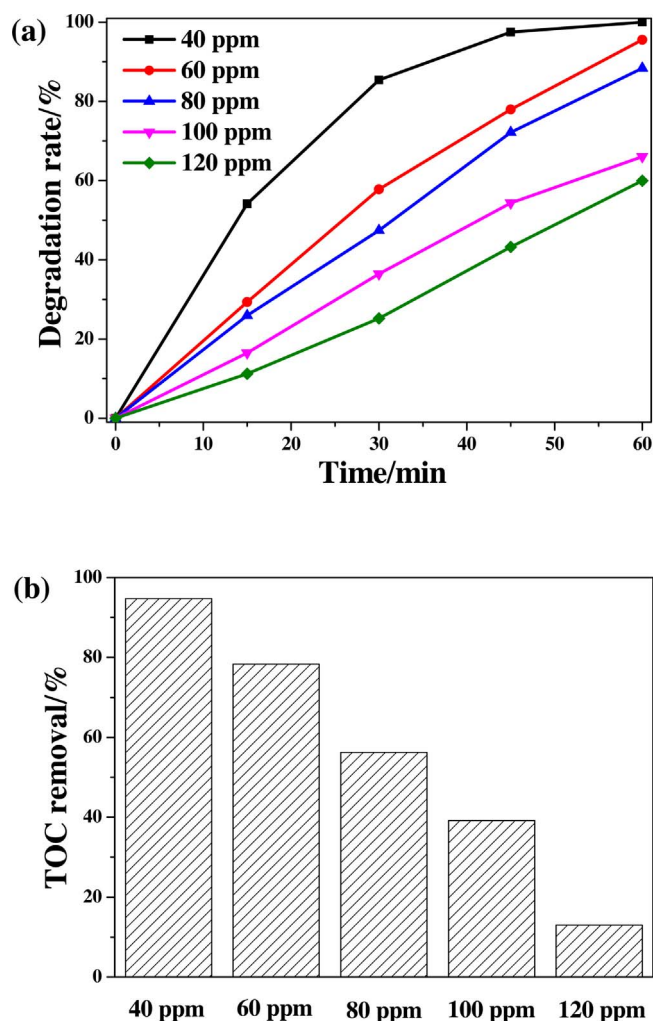 (a)
100
80
60
40
20
0
Degradation rate/%
40 ppm
60 ppm
80 ppm
100 ppm
120 ppm
0 10 20 30 40 50 60
Time/min
(b)
100
80
60
40
20
0
TOC removal/%
40 ppm 60 ppm 80 ppm 100 ppm 120 ppm